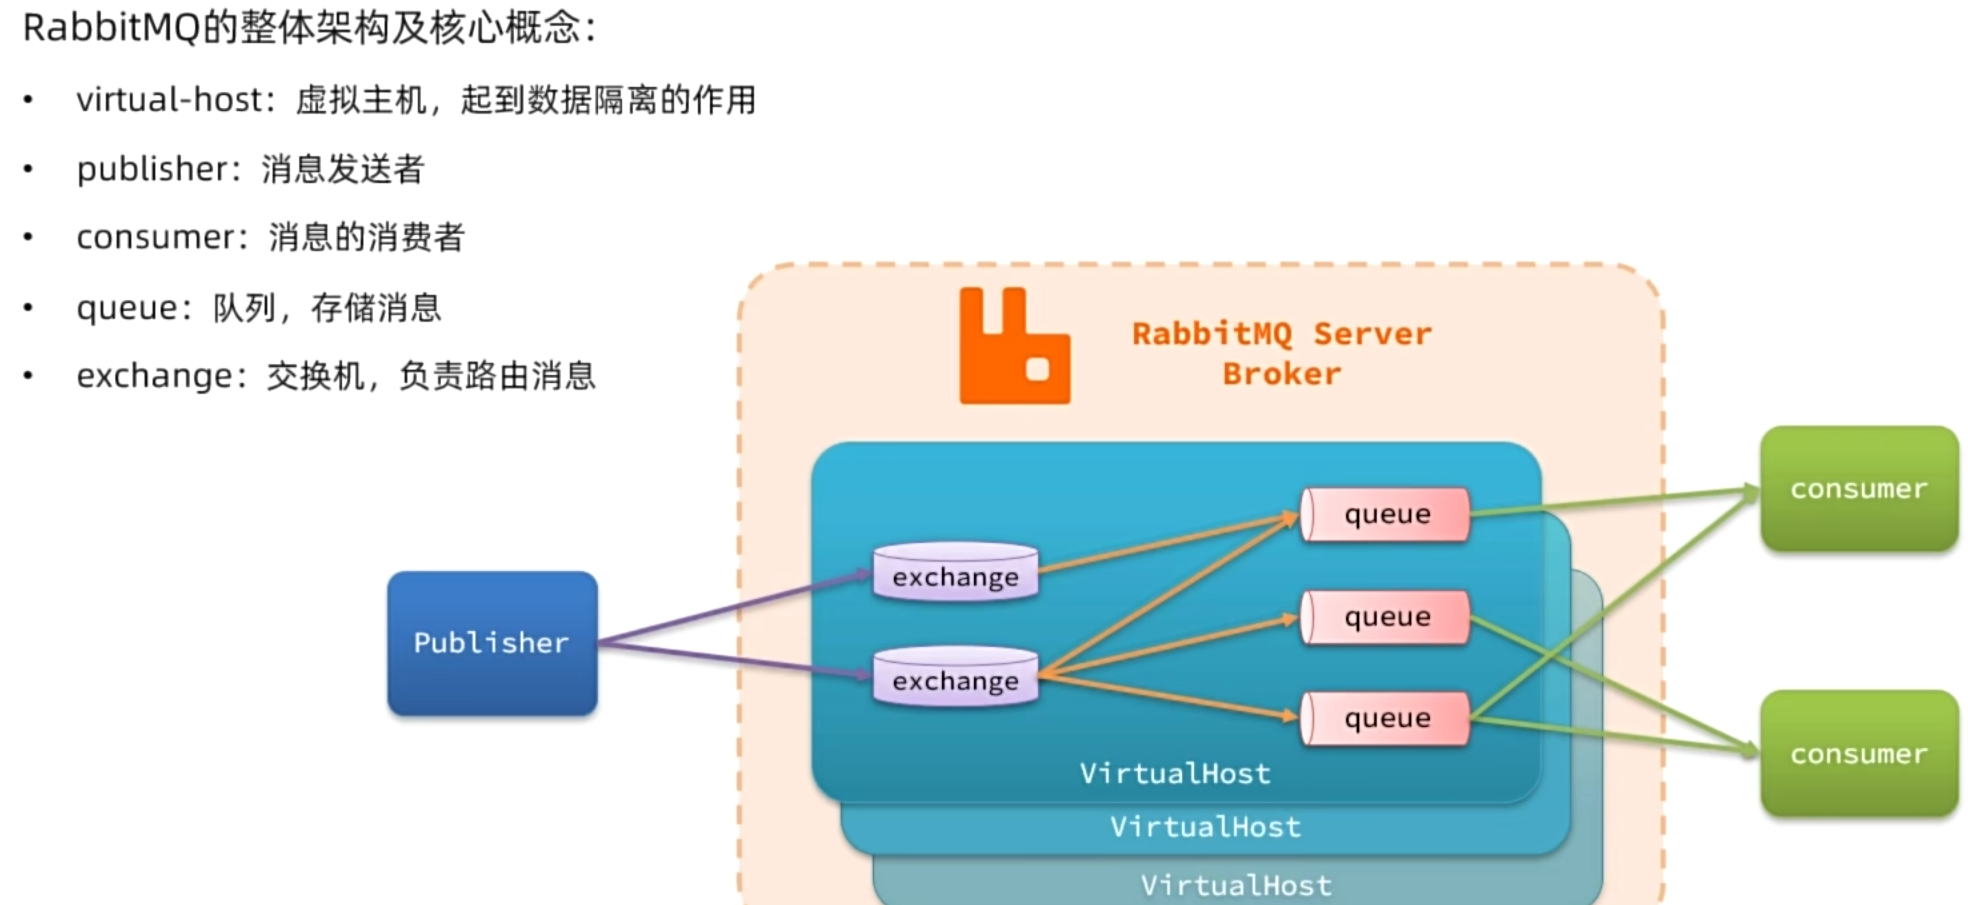 RabbitMQ的整体架构及核心概念：
• virtual-host：虚拟主机，起到数据隔离的作用
• publisher：消息发送者
• consumer：消息的消费者
• queue：队列，存储消息
• exchange：交换机，负责路由消息
RabbitMQ Server
Broker
Publisher
exchange
exchange
queue
queue
queue
VirtualHost
VirtualHost
VirtualHost
consumer
consumer